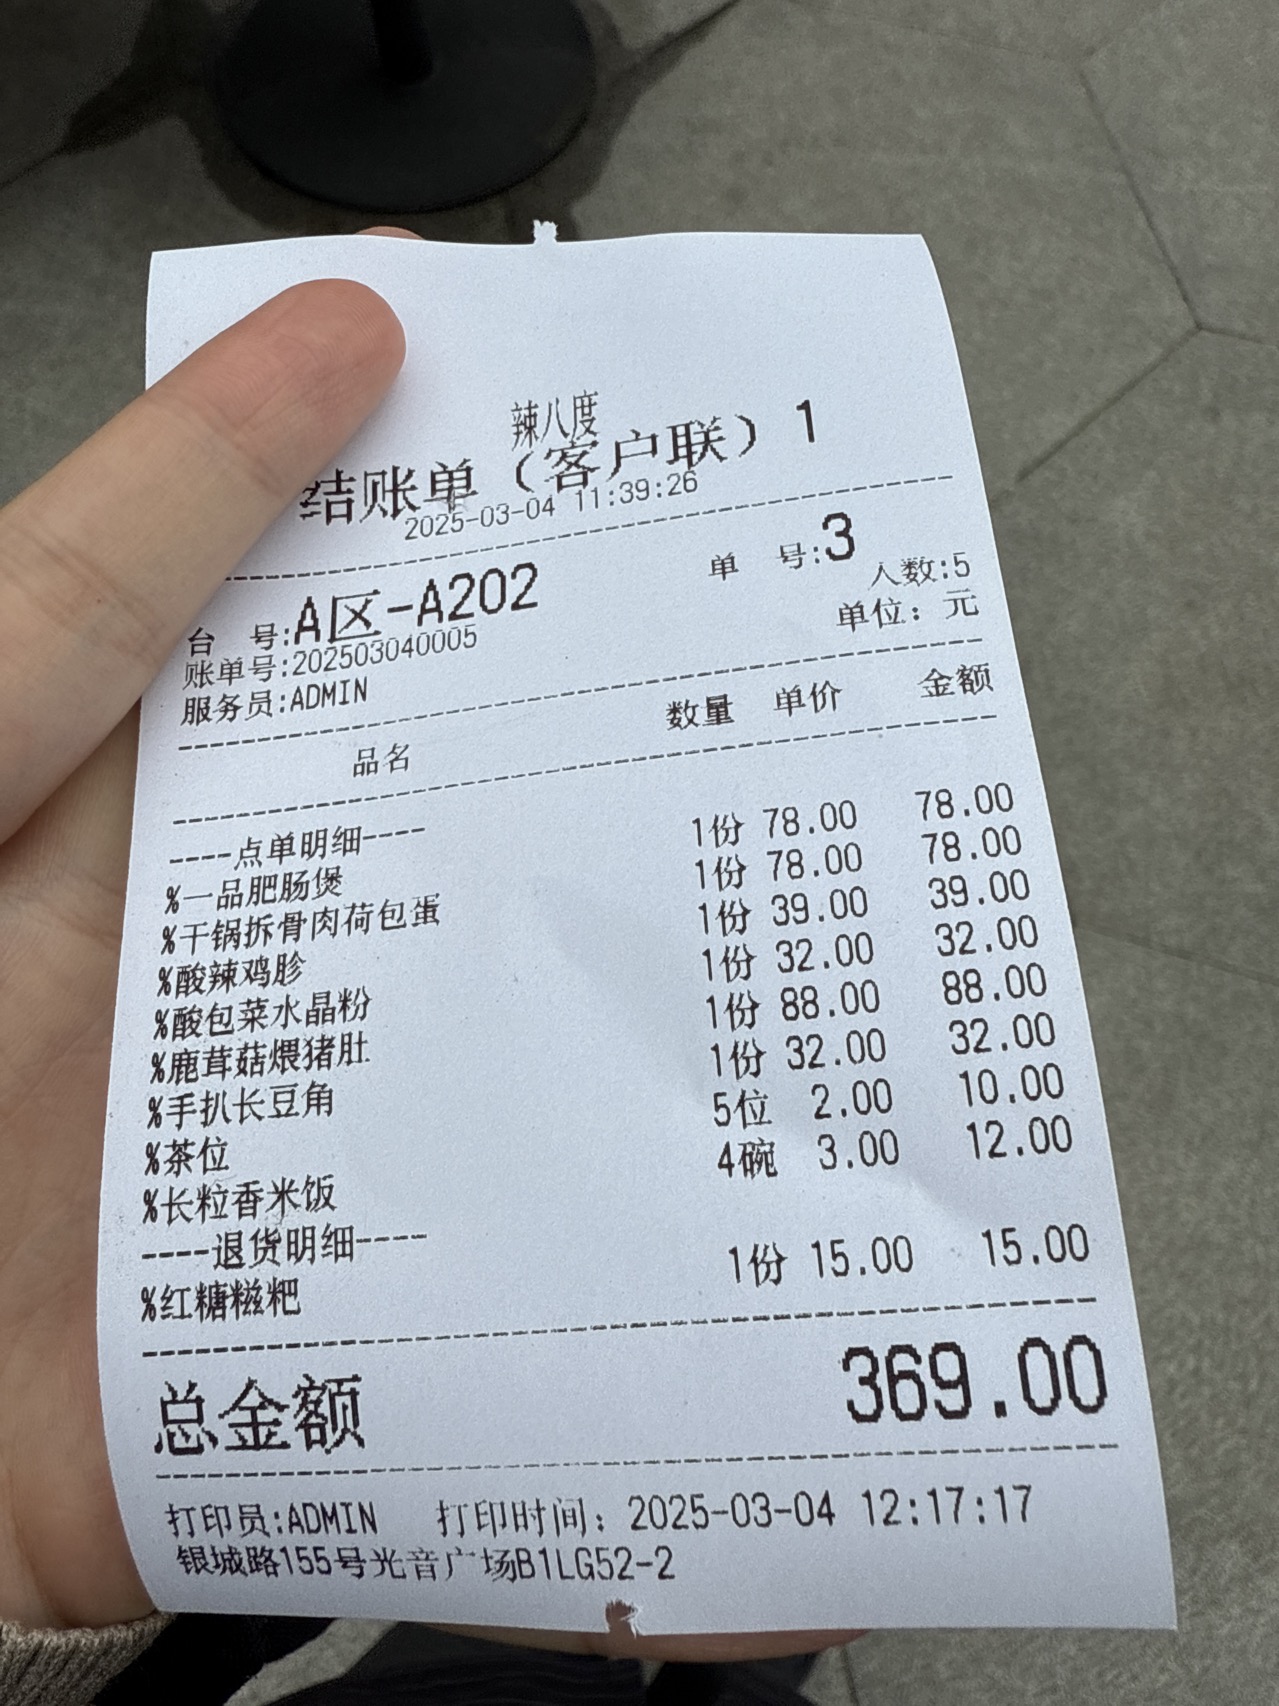 辣八度
结账单（客户联）1
2025-03-04 11:39:26
台 号:A区-A202 单 号:3
账单号:202503040005 人数:5
服务员:ADMIN 单位: 元
品名 数量 单价 金额
----点单明细----
%一品肥肠煲 1份 78.00 78.00
%干锅拆骨肉荷包蛋 1份 78.00 78.00
%酸辣鸡胗 1份 39.00 39.00
%酸包菜水晶粉 1份 32.00 32.00
%鹿茸菇煨猪肚 1份 88.00 88.00
%手扒长豆角 1份 32.00 32.00
%茶位 5位 2.00 10.00
%长粒香米饭 4碗 3.00 12.00
----退货明细----
%红糖糍粑 1份 15.00 15.00
总金额 369.00
打印员:ADMIN 打印时间: 2025-03-04 12:17:17
银城路155号光音广场B1LG52-2